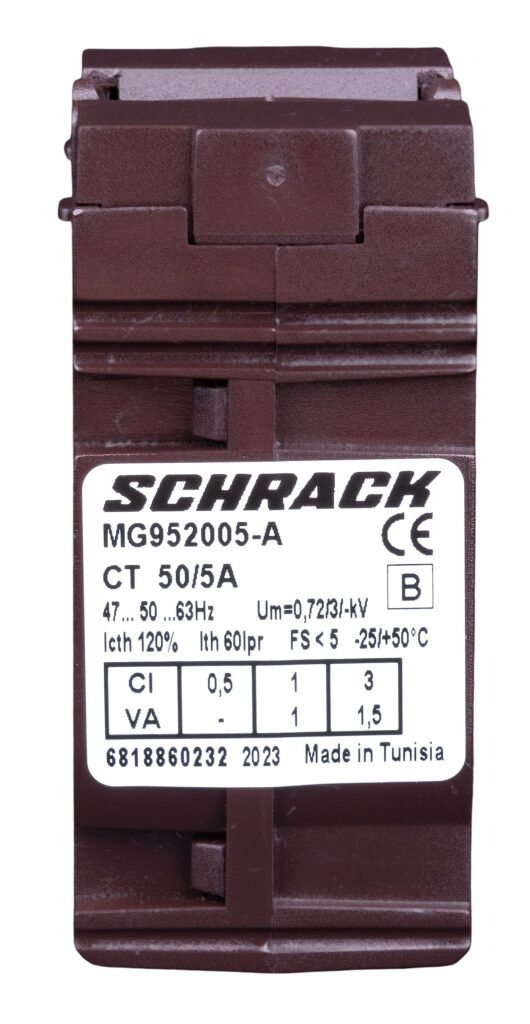 SCHRACK
MG952005-A CE
CT 50/5A B
47... 50 ...63Hz Um=0,72/3/-kV
Icth 120% Ith 60Ipr FS < 5 -25/+50°C
CI 0,5 1 3
VA - 1 1,5
6818860232 2023 Made in Tunisia